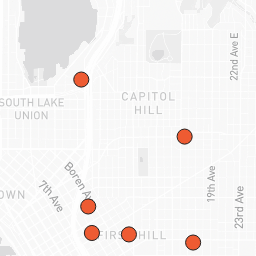 22nd Ave E
SOUTH LAKE
UNION
CAPITOL
HILL
Boren A
7th Ave
19th Ave
23rd Ave
OWN
FIRST HILL